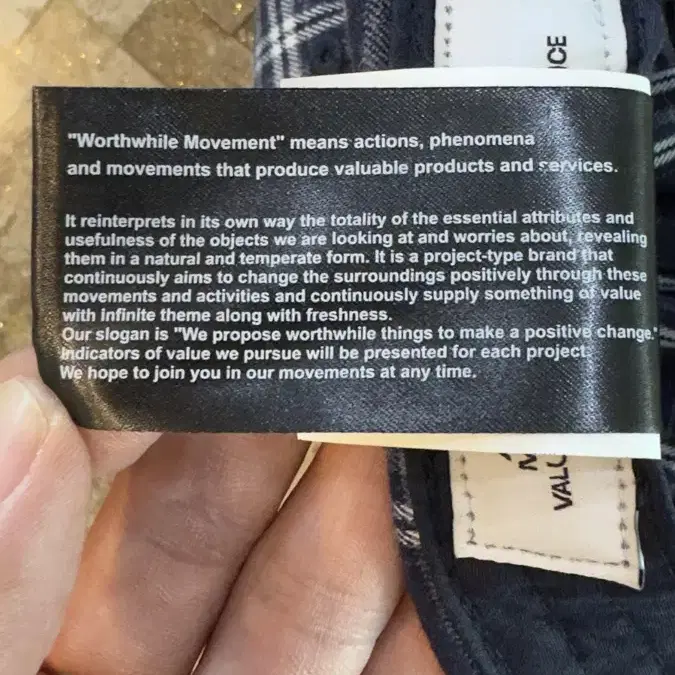 "Worthwhile Movement" means actions, phenomena
and movements that produce valuable products and services.
It reinterprets in its own way the totality of the essential attributes and
usefulness of the objects we are looking at and worries about, revealing
them in a natural and temperate form. It is a project-type brand that
continuously aims to change the surroundings positively through these
movements and activities and continuously supply something of value
with infinite theme along with freshness.
Our slogan is "We propose worthwhile things to make a positive change."
Indicators of value we pursue will be presented for each project.
We hope to join you in our movements at any time.